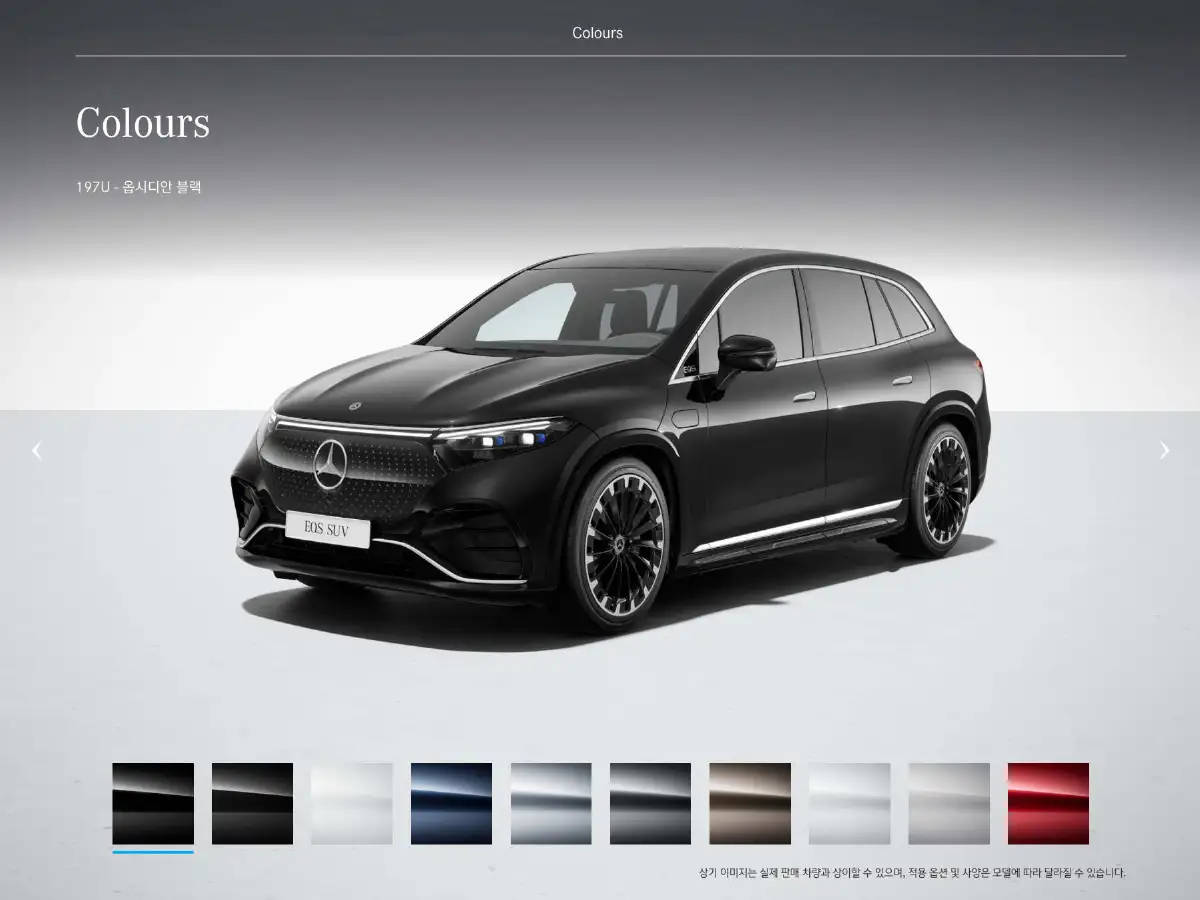 Colours
Colours
197U - 옵시디안 블랙
EQS
EQS SUV
상기 이미지는 실제 판매 차량과 상이할 수 있으며, 적용 옵션 및 사양은 모델에 따라 달라질 수 있습니다.